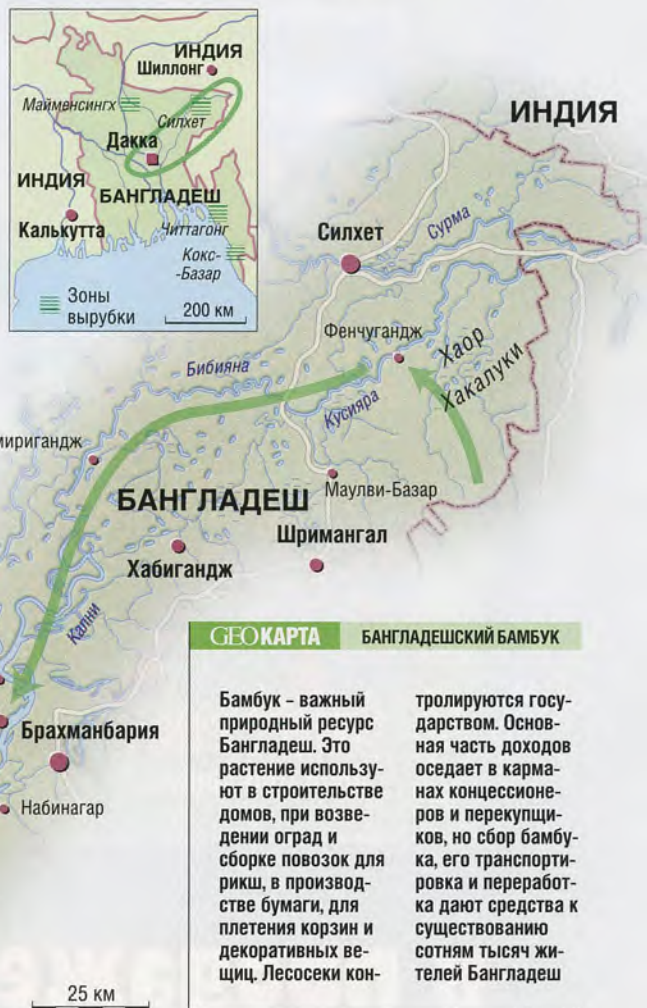 ИНДИЯ
Шиллонг
Майменсингх
Силхет
Дакка
ИНДИЯ
БАНГЛАДЕШ
Калькутта
Читтагонг
Кокс-
-Базар
Зоны
вырубки
200 км
ИНДИЯ
Силхет
Сурма
Фенчугандж
Хаор
Хакалуки
Бибияна
Кусияра
миригандж
Маулви-Базар
БАНГЛАДЕШ
Шримангал
Хабигандж
Кални
Брахманбария
Набинагар
25 км
GEOКАРТА БАНГЛАДЕШСКИЙ БАМБУК
Бамбук – важный
природный ресурс
Бангладеш. Это
растение использу-
ют в строительстве
домов, при возве-
дении оград и
сборке повозок для
рикш, в производ-
стве бумаги, для
плетения корзин и
декоративных ве-
щиц. Лесосеки кон-
тролируются госу-
дарством. Основ-
ная часть доходов
оседает в карма-
нах концессионе-
ров и перекупщи-
ков, но сбор бамбу-
ка, его транспорти-
ровка и переработ-
ка дают средства к
существованию
сотням тысяч жи-
телей Бангладеш